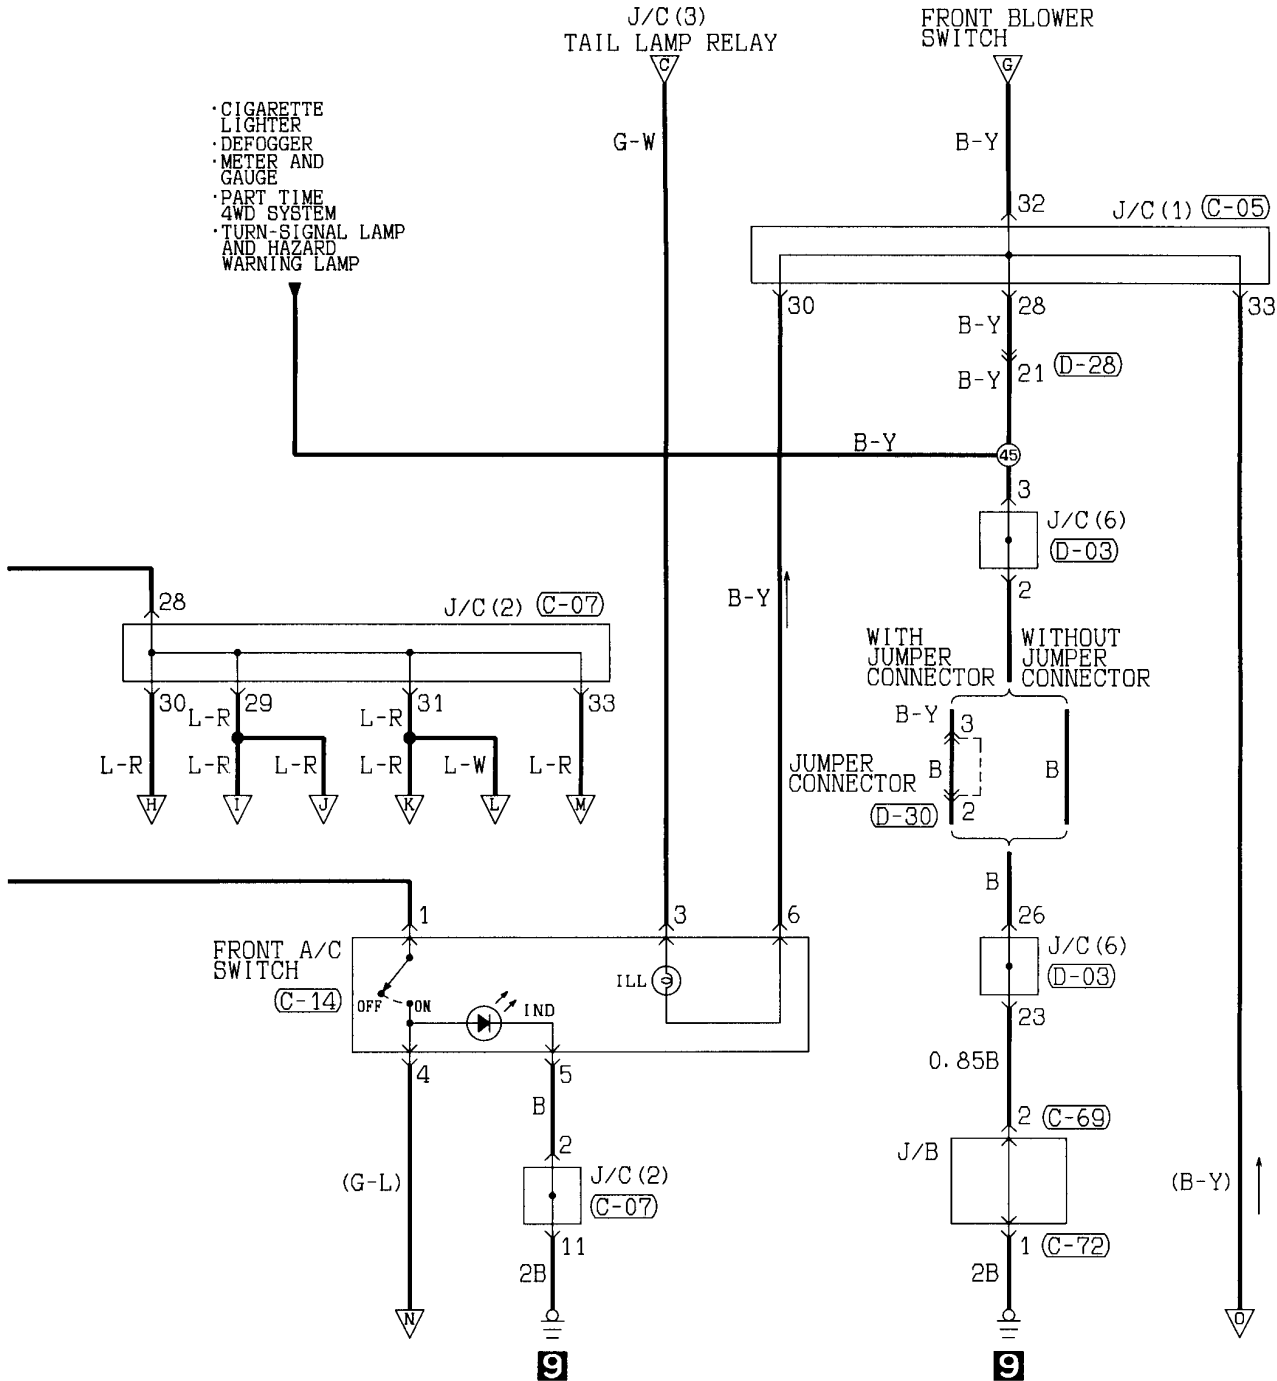 J/C(3)
TAIL LAMP RELAY
C
FRONT BLOWER
SWITCH
G
·CIGARETTE
LIGHTER
·DEFOGGER
·METER AND
GAUGE
·PART TIME
4WD SYSTEM
·TURN-SIGNAL LAMP
AND HAZARD
WARNING LAMP
G-W
B-Y
32
J/C(1) C-05
30
28
33
B-Y
21 D-28
B-Y
B-Y
45
3
J/C(6)
D-03
2
28
J/C(2) C-07
B-Y
WITH
JUMPER
CONNECTOR
WITHOUT
JUMPER
CONNECTOR
30
29
31
33
L-R
L-R
L-R
L-R
L-R
L-R
L-W
L-R
H
I
J
K
L
M
B-Y
3
JUMPER
CONNECTOR
B
B
D-30
2
B
26
J/C(6)
D-03
23
1
3
6
FRONT A/C
SWITCH
C-14
OFF
ON
IND
ILL
4
5
B
0.85B
2 C-69
J/B
2
J/C(2)
C-07
(G-L)
(B-Y)
11
1 C-72
2B
2B
N
O
9
9